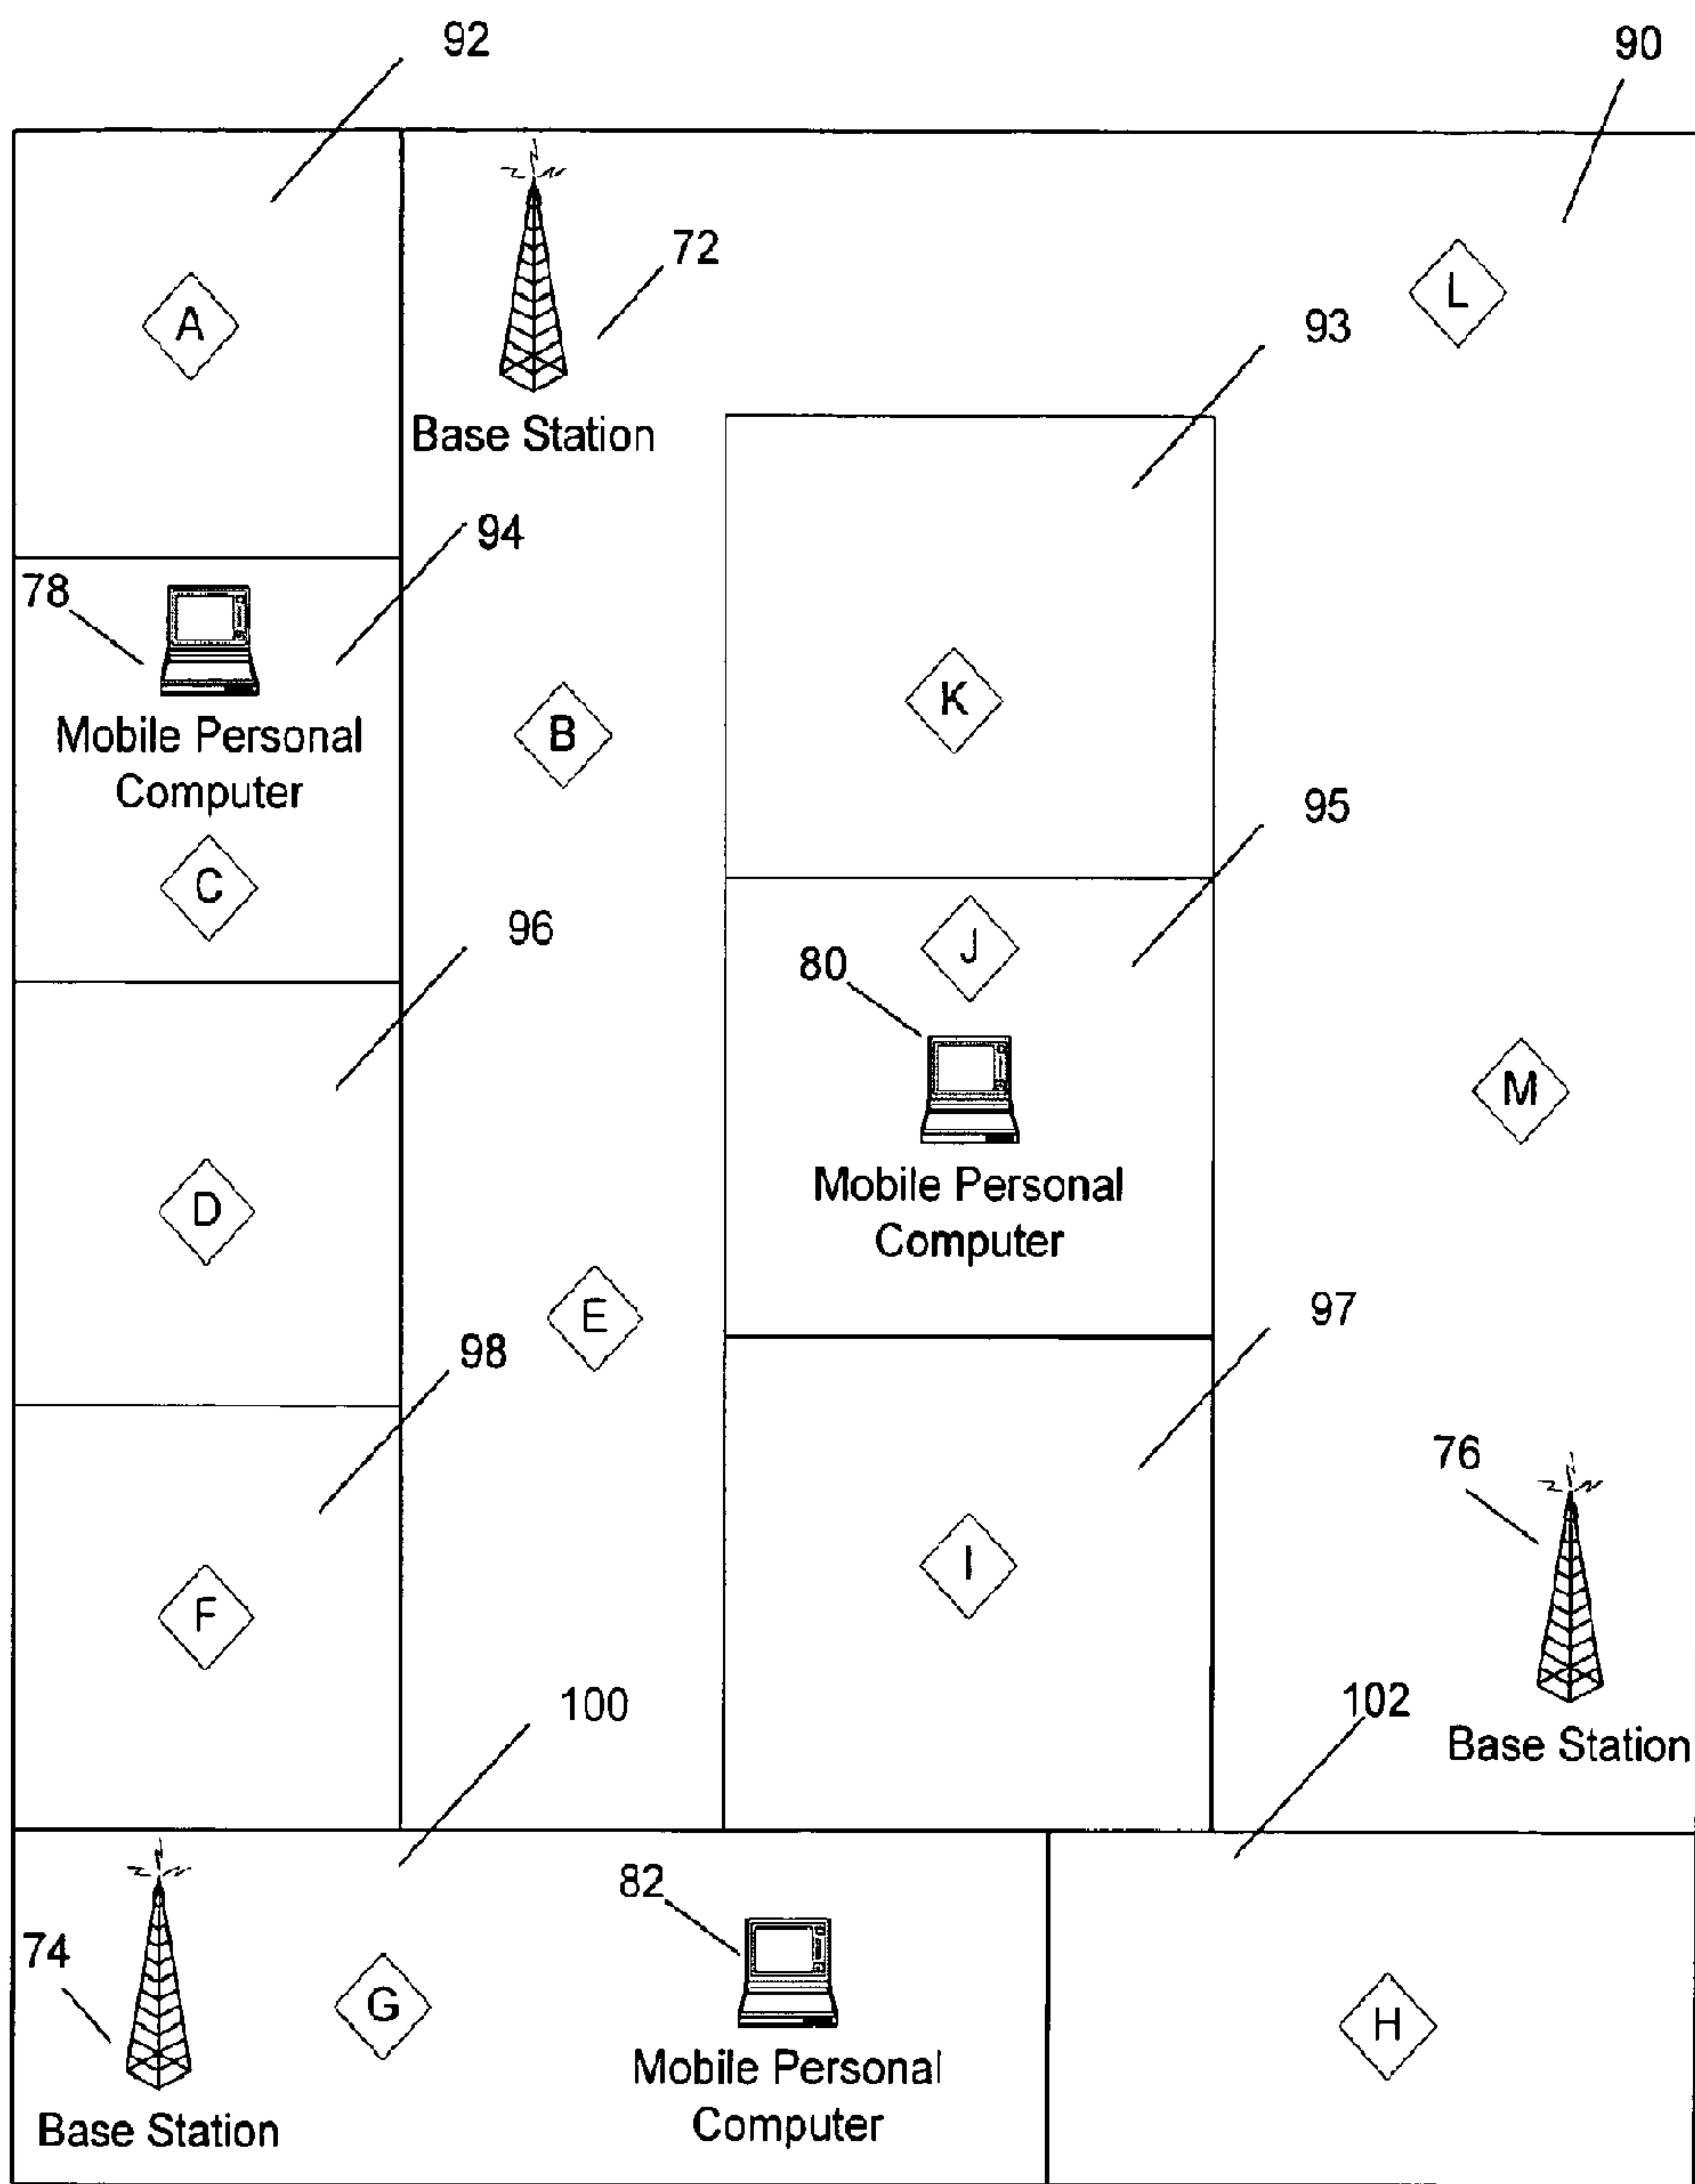 92
90
72
A
L
93
Base Station
94
78
K
Mobile Personal
Computer
B
95
C
96
J
80
M
D
Mobile Personal
Computer
E
97
98
76
I
F
100
102
Base Station
82
74
G
H
Mobile Personal
Computer
Base Station